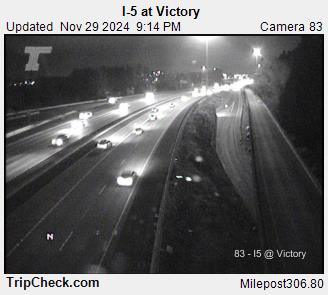 I-5 at Victory
Updated Nov 29 2024 9:14 PM Camera 83
T
N
83 - I5 @ Victory
TripCheck.com Milepost306.80